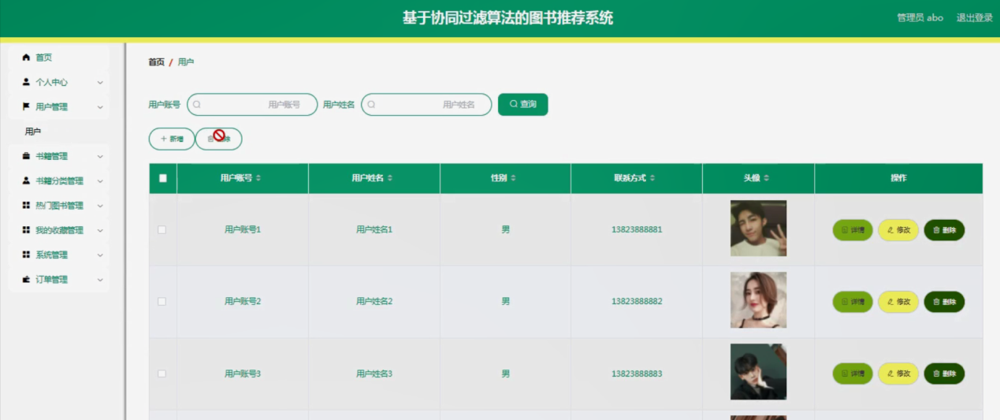 基于协同过滤算法的图书推荐系统
管理员 abo 退出登录
首页
个人中心
用户管理
用户
书籍管理
书籍分类管理
热门图书管理
我的收藏管理
系统管理
订单管理
首页 / 用户
用户账号 用户账号 用户姓名 用户姓名 查询
+ 新增
用户账号 用户姓名 性别 联系方式 头像 操作
用户账号1 用户姓名1 男 13823888881 详情 修改 删除
用户账号2 用户姓名2 男 13823888882 详情 修改 删除
用户账号3 用户姓名3 男 13823888883 详情 修改 删除